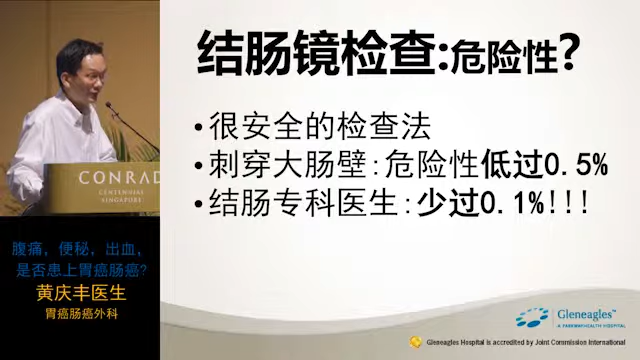 结肠镜检查:危险性?
•很安全的检查法
•刺穿大肠壁:危险性低过0.5%
•结肠专科医生:少过0.1%!!!
CONRAD
CENTENNIAL
SINGAPORE
腹痛，便秘，出血，
是否患上胃癌肠癌?
黄庆丰医生
胃癌肠癌外科
Gleneagles™
A PARKWAYHEALTH HOSPITAL
Gleneagles Hospital is accredited by Joint Commission International